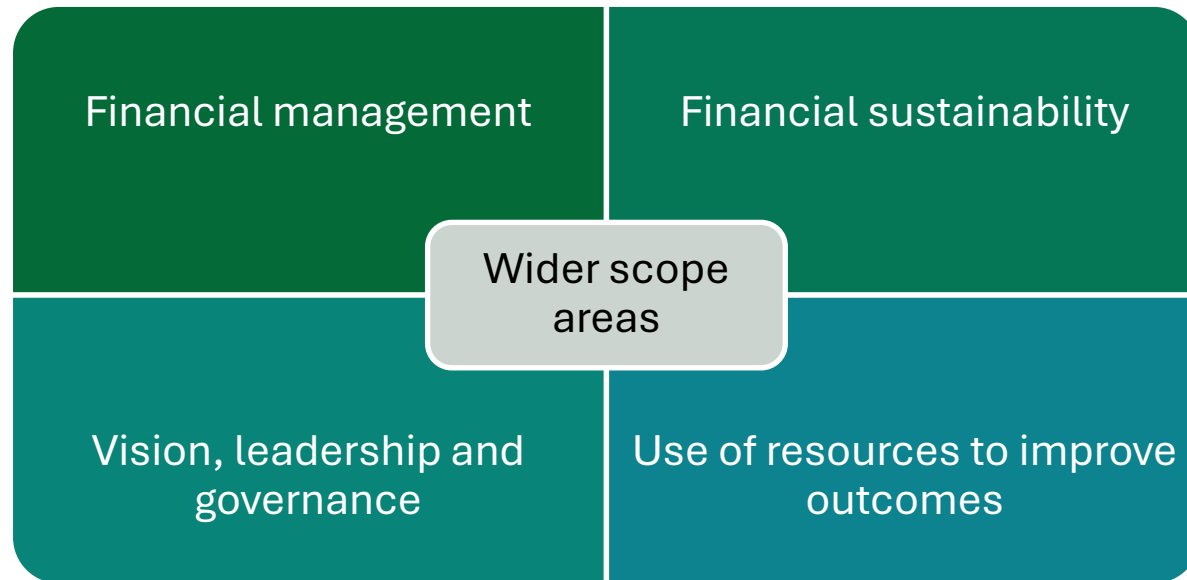 Financial management
Financial sustainability
Wider scope
areas
Vision, leadership and
governance
Use of resources to improve
outcomes